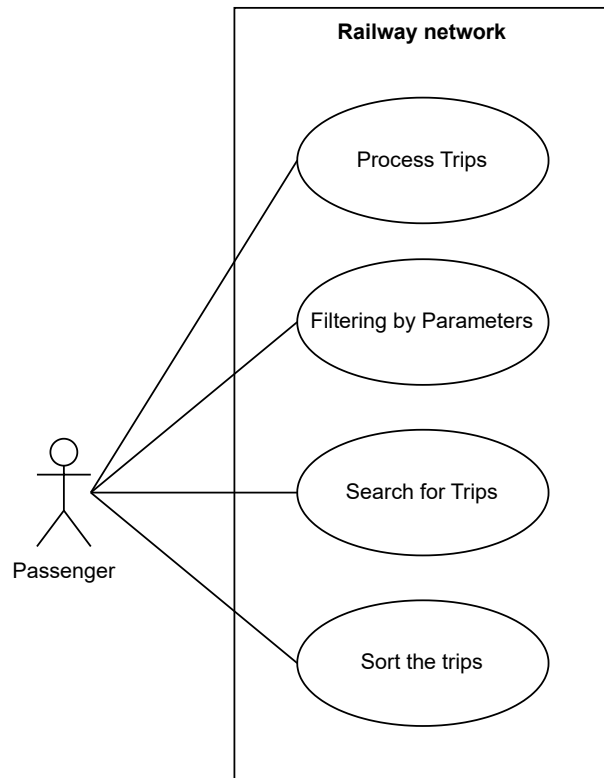 Railway network
Process Trips
Filtering by Parameters
Search for Trips
Passenger
Sort the trips